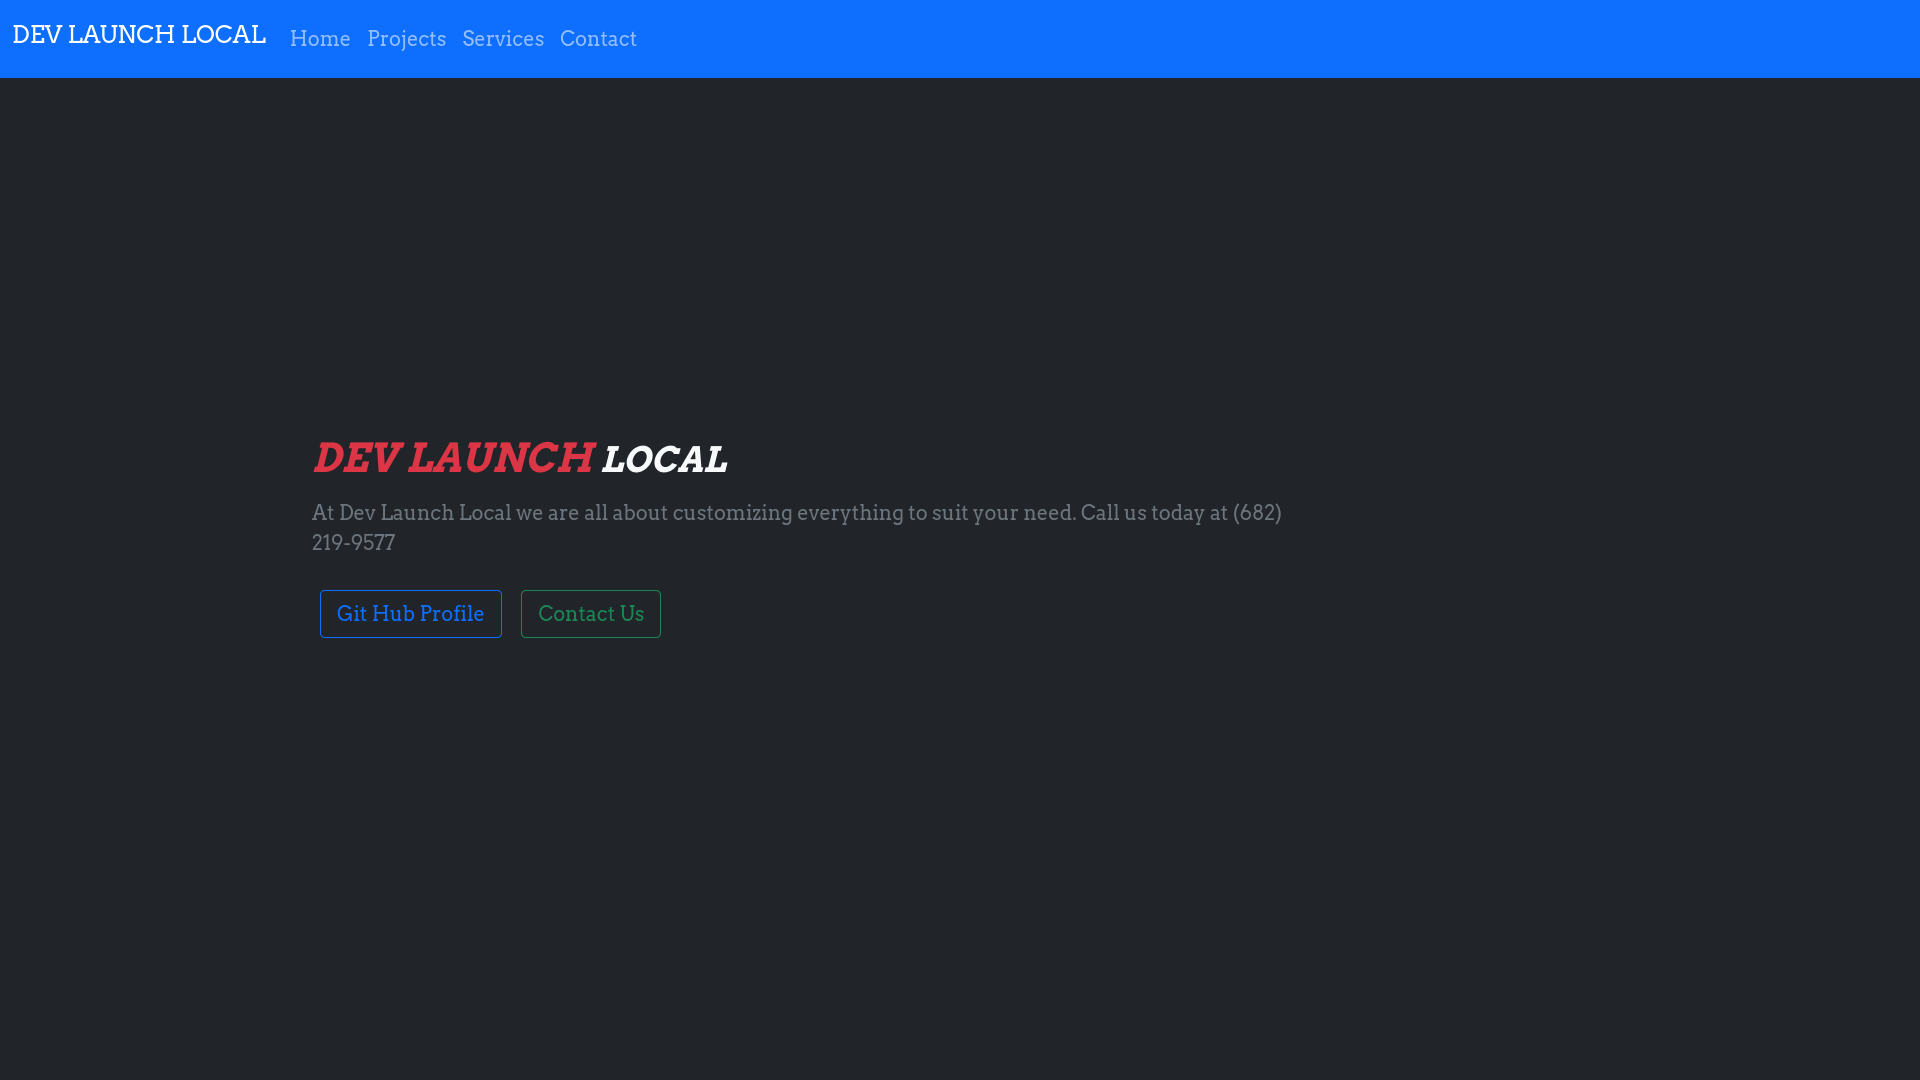 DEV LAUNCH LOCAL
Home Projects Services Contact
DEV LAUNCH LOCAL
At Dev Launch Local we are all about customizing everything to suit your need. Call us today at (682)
219-9577
Git Hub Profile Contact Us